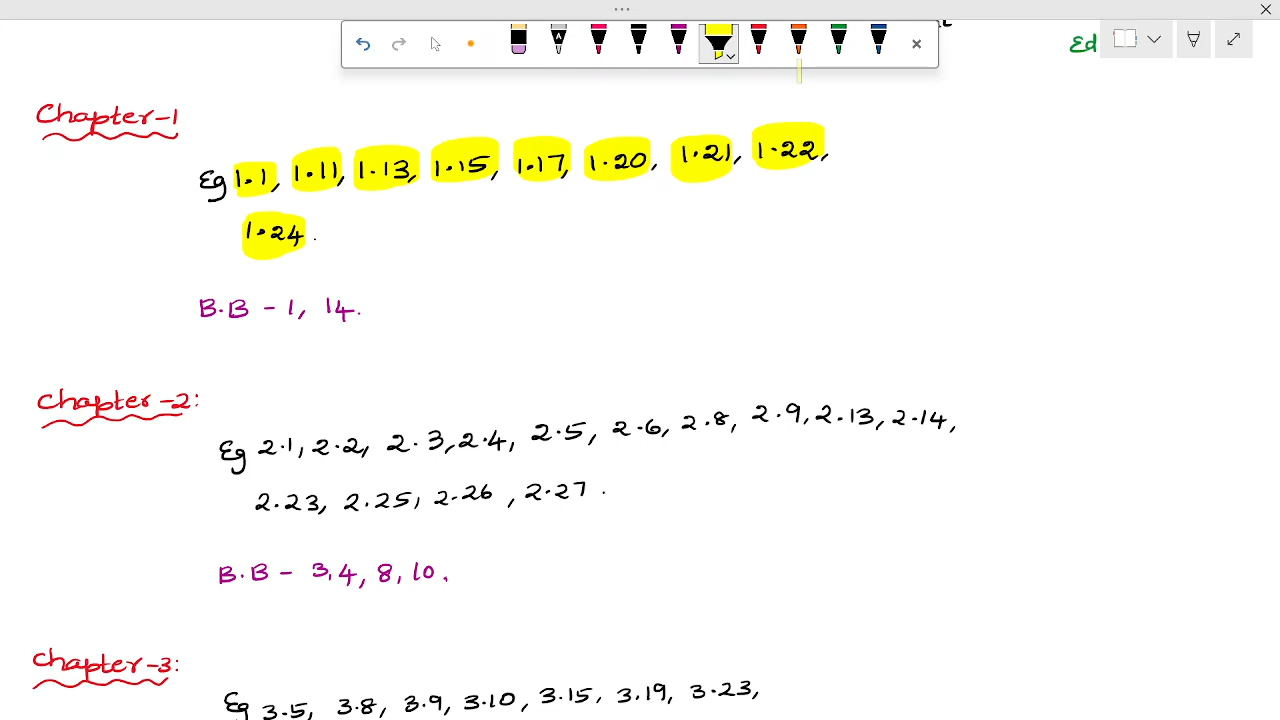 Ed
Chapter-1
Eg 1.1, 1.11, 1.13, 1.15, 1.17, 1.20, 1.21, 1.22,
1.24.
B.B - 1, 14.
Chapter-2:
Eg 2.1, 2.2, 2.3, 2.4, 2.5, 2.6, 2.8, 2.9, 2.13, 2.14,
2.23, 2.25, 2.26, 2.27.
B.B - 3,4, 8, 10.
Chapter-3:
Eg 3.5, 3.8, 3.9, 3.10, 3.15, 3.19, 3.23,